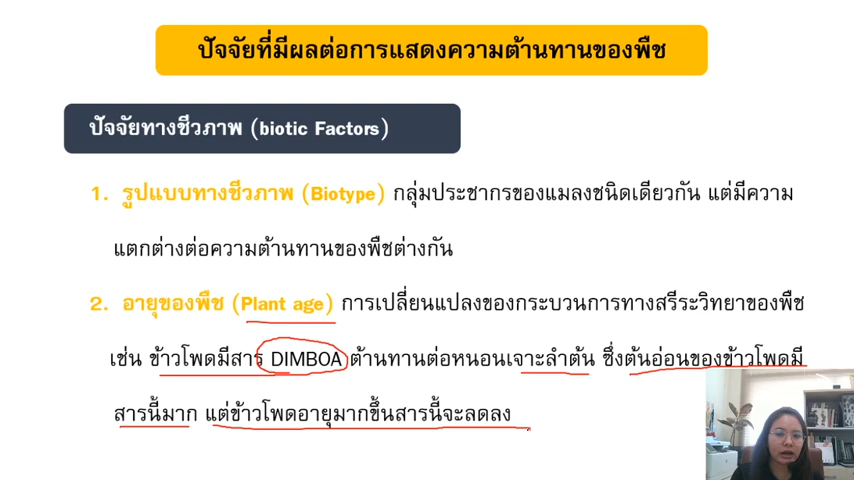 ปัจจัยที่มีผลต่อการแสดงความต้านทานของพืช
ปัจจัยทางชีวภาพ (biotic Factors)
1. รูปแบบทางชีวภาพ (Biotype) กลุ่มประชากรของแมลงชนิดเดียวกัน แต่มีความ
แตกต่างต่อความต้านทานของพืชต่างกัน
2. อายุของพืช (Plant age) การเปลี่ยนแปลงของกระบวนการทางสรีระวิทยาของพืช
เช่น ข้าวโพดมีสาร DIMBOA ต้านทานต่อหนอนเจาะลำต้น ซึ่งต้นอ่อนของข้าวโพดมี
สารนี้มาก แต่ข้าวโพดอายุมากขึ้นสารนี้จะลดลง